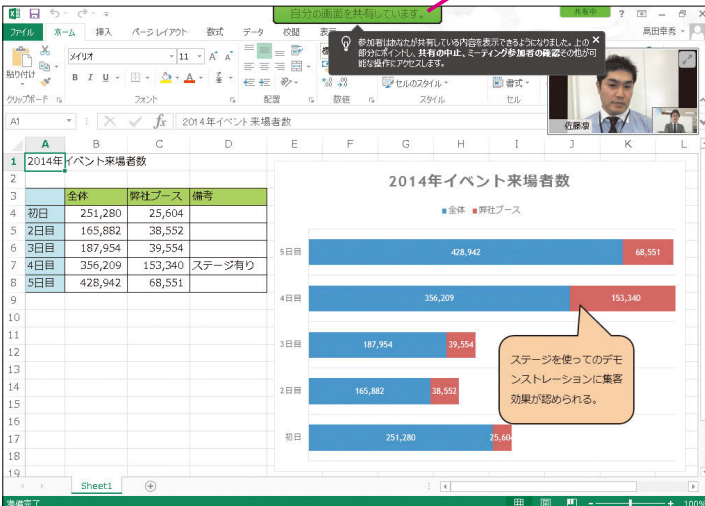 自分の画面を共有しています。
共有中
ファイル ホーム 挿入 ページレイアウト 数式 データ 校閲 表示
高田幸秀
参加者はあなたが共有している内容を表示できるようになりました。上の
部分にポイントし、共有の中止、ミーティング参加者の確認その他が可
能な操作にアクセスします。
貼り付け
メイリオ
11
B I U
セルのスタイル
書式
クリップボード フォント 配置 数値 スタイル セル
A1
fx 2014年イベント来場者数
佐藤凛
A B C D E F G H I J K L
1 2014年イベント来場者数
2
3 全体 弊社ブース 備考
4 初日 251,280 25,604
5 2日目 165,882 38,552
6 3日目 187,954 39,554
7 4日目 356,209 153,340 ステージ有り
8 5日目 428,942 68,551
9
10
11
12
13
14
15
16
17
18
19
2014年イベント来場者数
全体 弊社ブース
5日目 428,942 68,551
4日目 356,209 153,340
3日目 187,954 39,554
2日目 165,882 38,552
初日 251,280 25,604
ステージを使ってのデモ
ンストレーションに集客
効果が認められる。
Sheet1
準備完了
100%